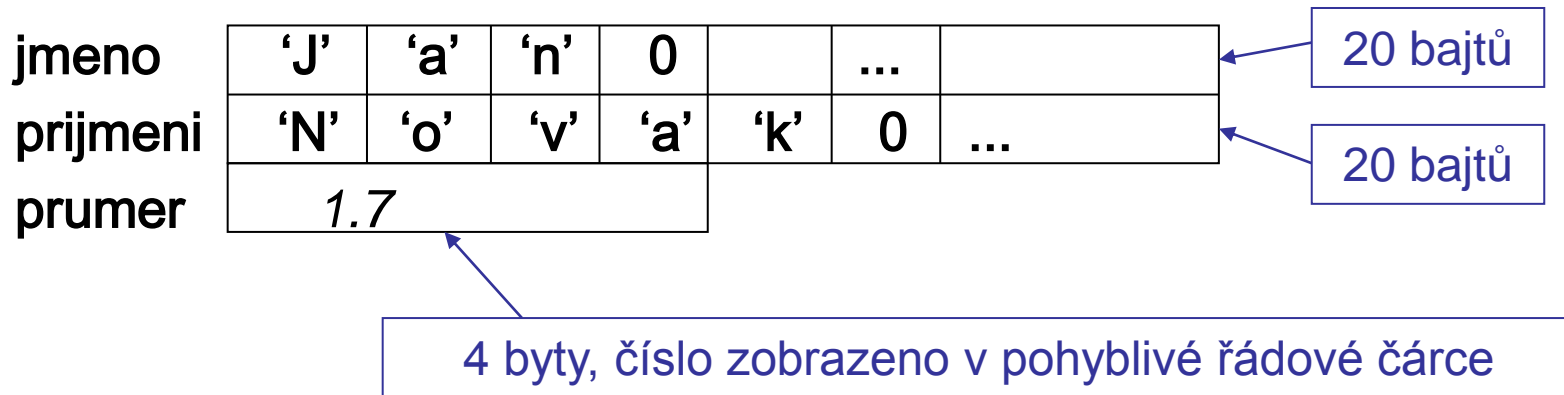 jmeno ‘J’ ‘a’ ‘n’ 0 ... 20 bajtů
prijmeni ‘N’ ‘o’ ‘v’ ‘a’ ‘k’ 0 ... 20 bajtů
prumer 1.7
4 byty, číslo zobrazeno v pohyblivé řádové čárce